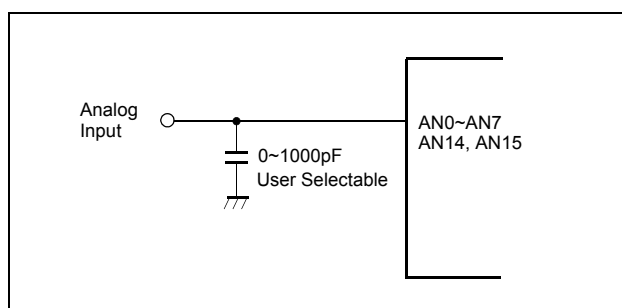 Analog
Input
AN0~AN7
AN14, AN15
0~1000pF
User Selectable